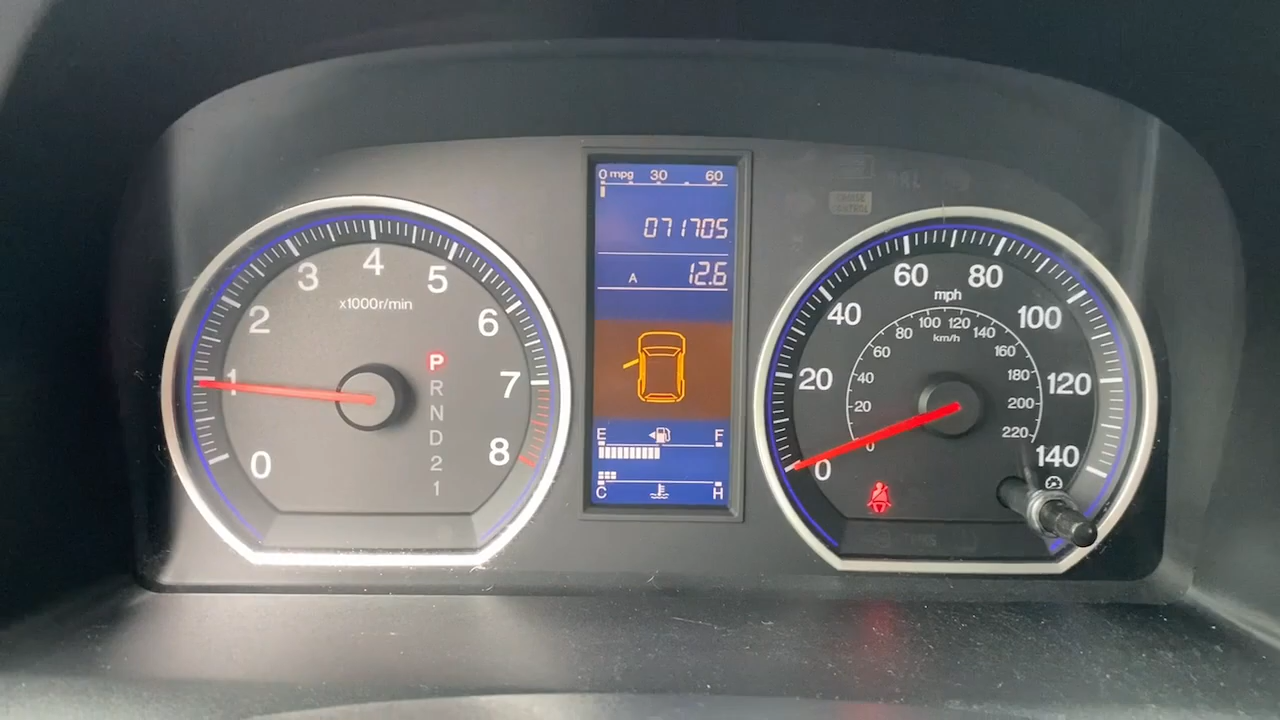 0 1 2 3 4 5 6 7 8
x1000r/min
P
R
N
D
2
1
0 mpg 30 60
071705
A 12.6
E F
C H
0 20 40 60 80 100 120 140
mph
20 40 60 80 100 120 140 160 180 200 220
km/h
0